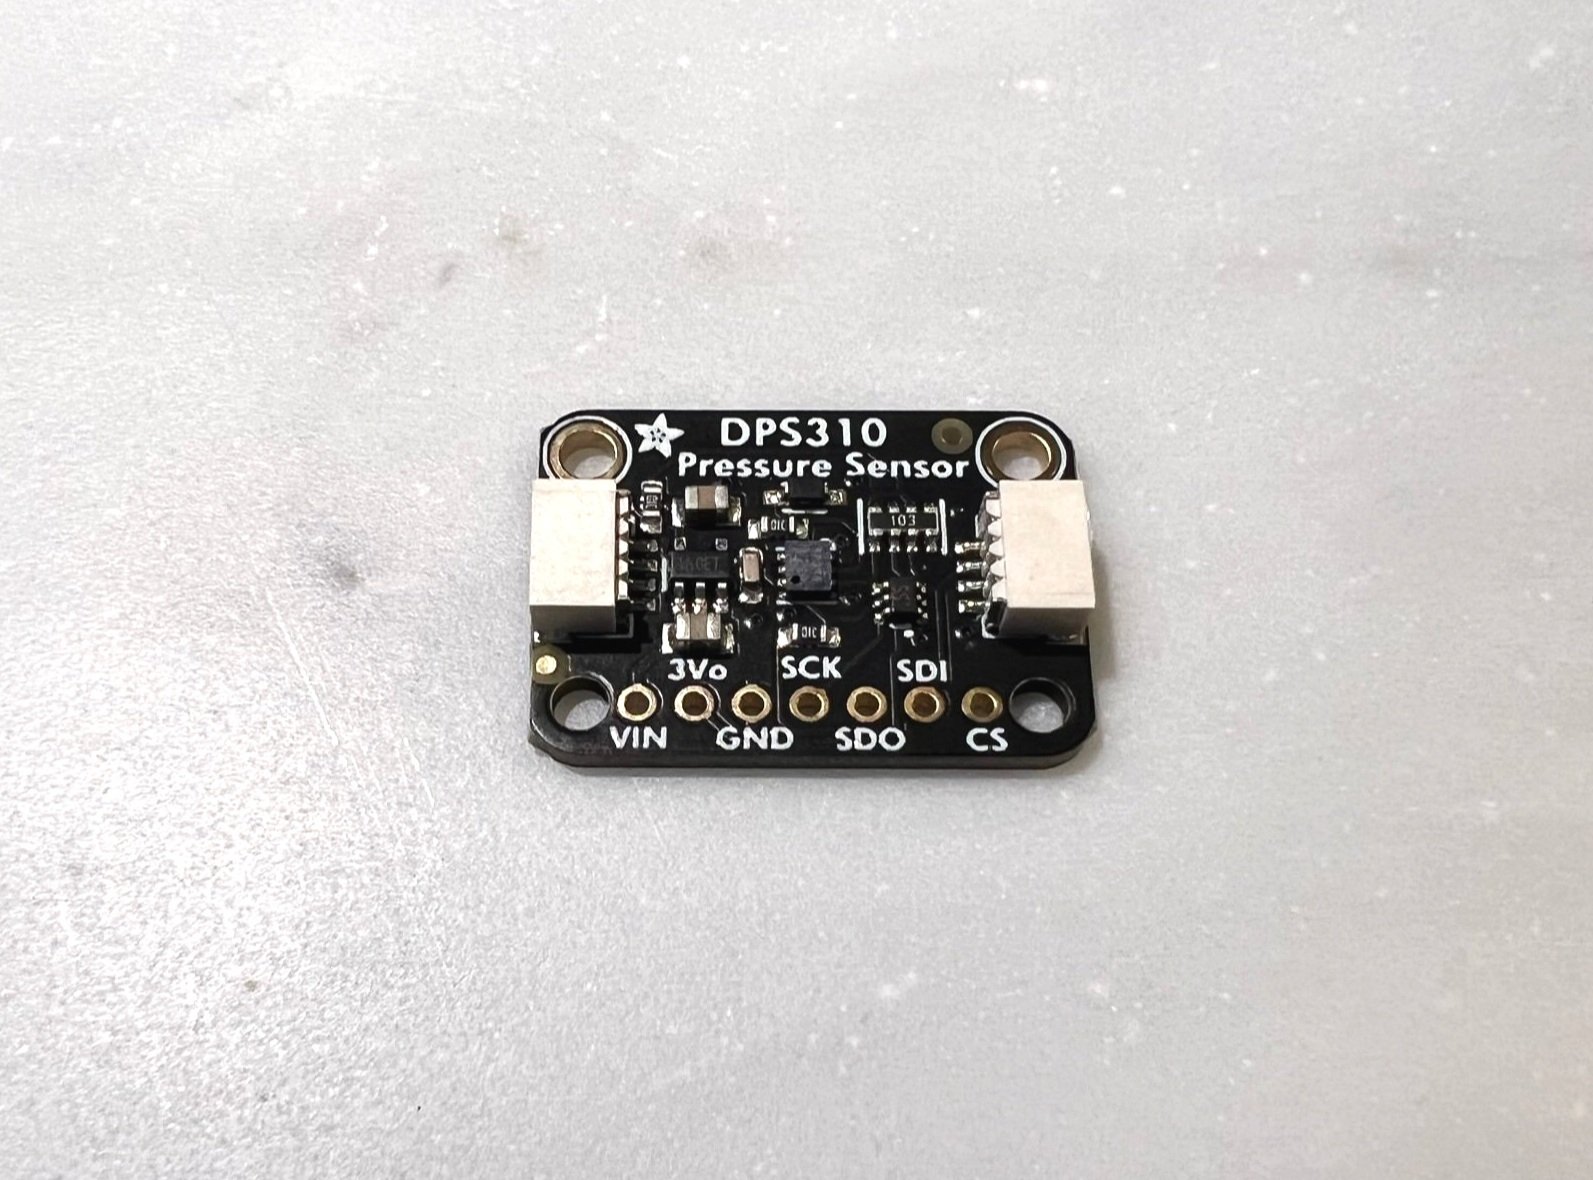 DPS310
Pressure Sensor
103
3Vo SCK SDI
VIN GND SDO CS